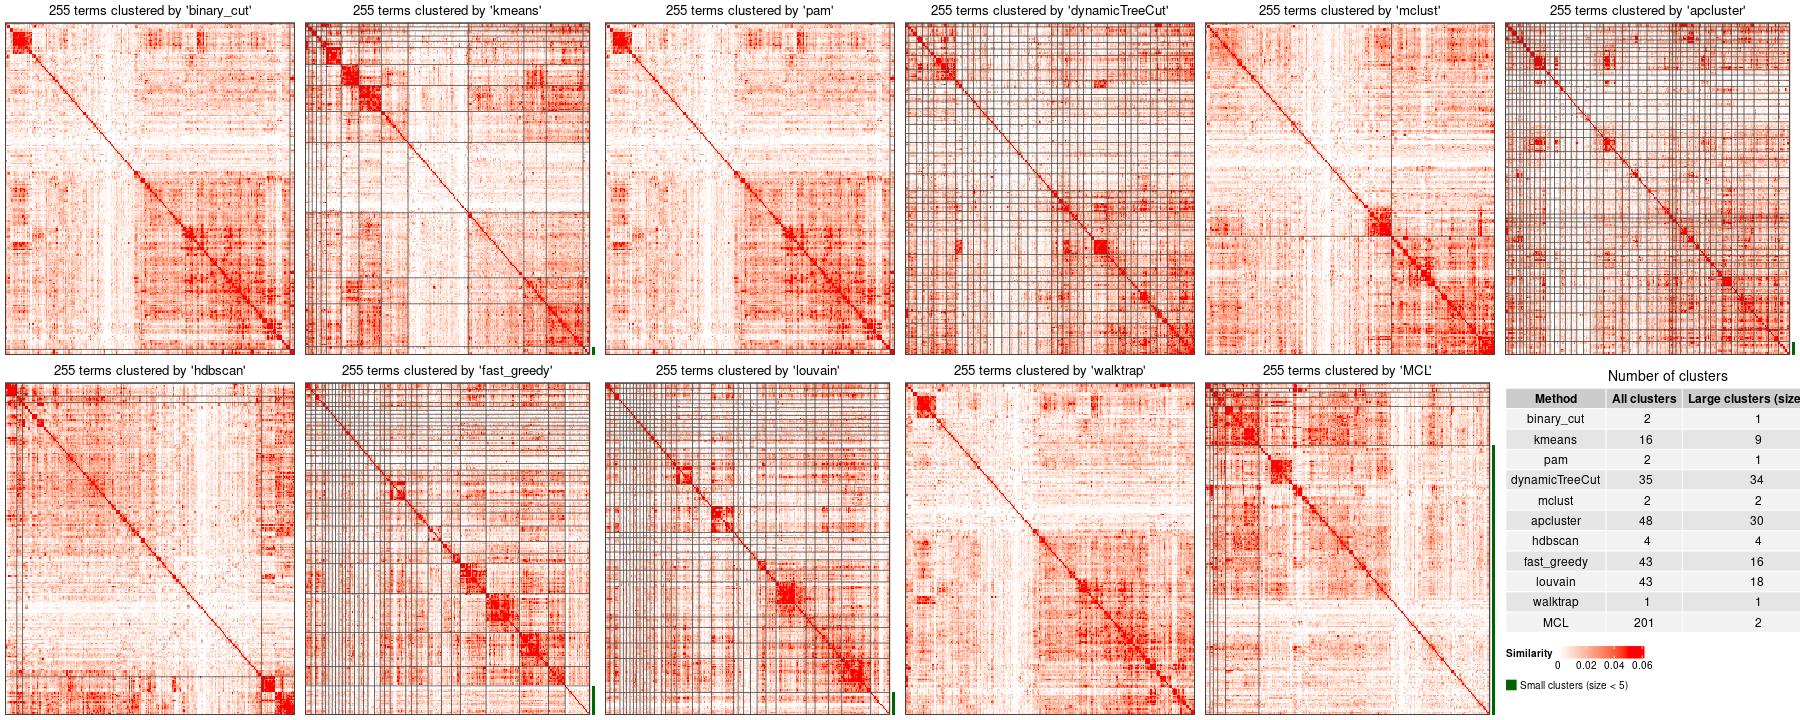 255 terms clustered by 'binary_cut'
255 terms clustered by 'kmeans'
255 terms clustered by 'pam'
255 terms clustered by 'dynamicTreeCut'
255 terms clustered by 'mclust'
255 terms clustered by 'apcluster'
255 terms clustered by 'hdbscan'
255 terms clustered by 'fast_greedy'
255 terms clustered by 'louvain'
255 terms clustered by 'walktrap'
255 terms clustered by 'MCL'
Number of clusters
Method All clusters Large clusters (size
binary_cut 2 1
kmeans 16 9
pam 2 1
dynamicTreeCut 35 34
mclust 2 2
apcluster 48 30
hdbscan 4 4
fast_greedy 43 16
louvain 43 18
walktrap 1 1
MCL 201 2
Similarity
0 0.02 0.04 0.06
Small clusters (size < 5)